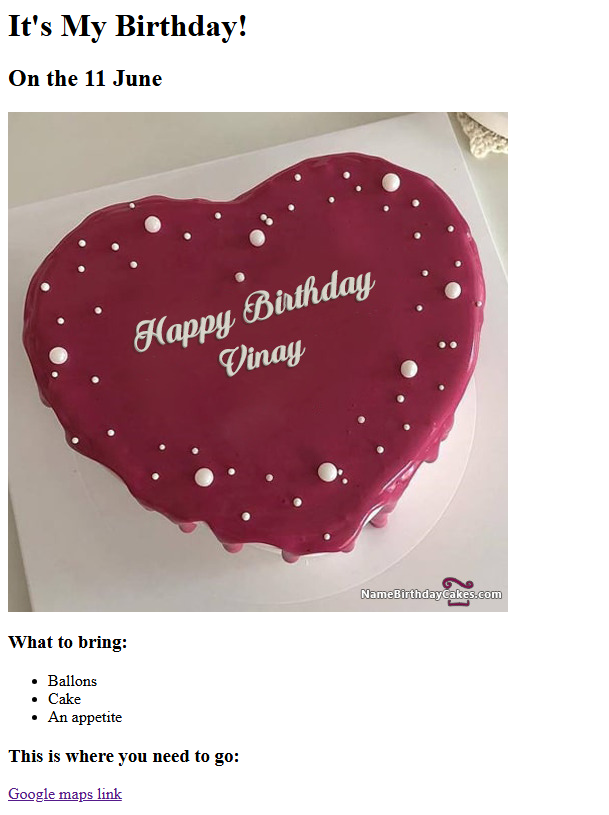 It's My Birthday!
On the 11 June
Happy Birthday
Vinay
NameBirthdayCakes.com
What to bring:
Ballons
Cake
An appetite
This is where you need to go:
Google maps link